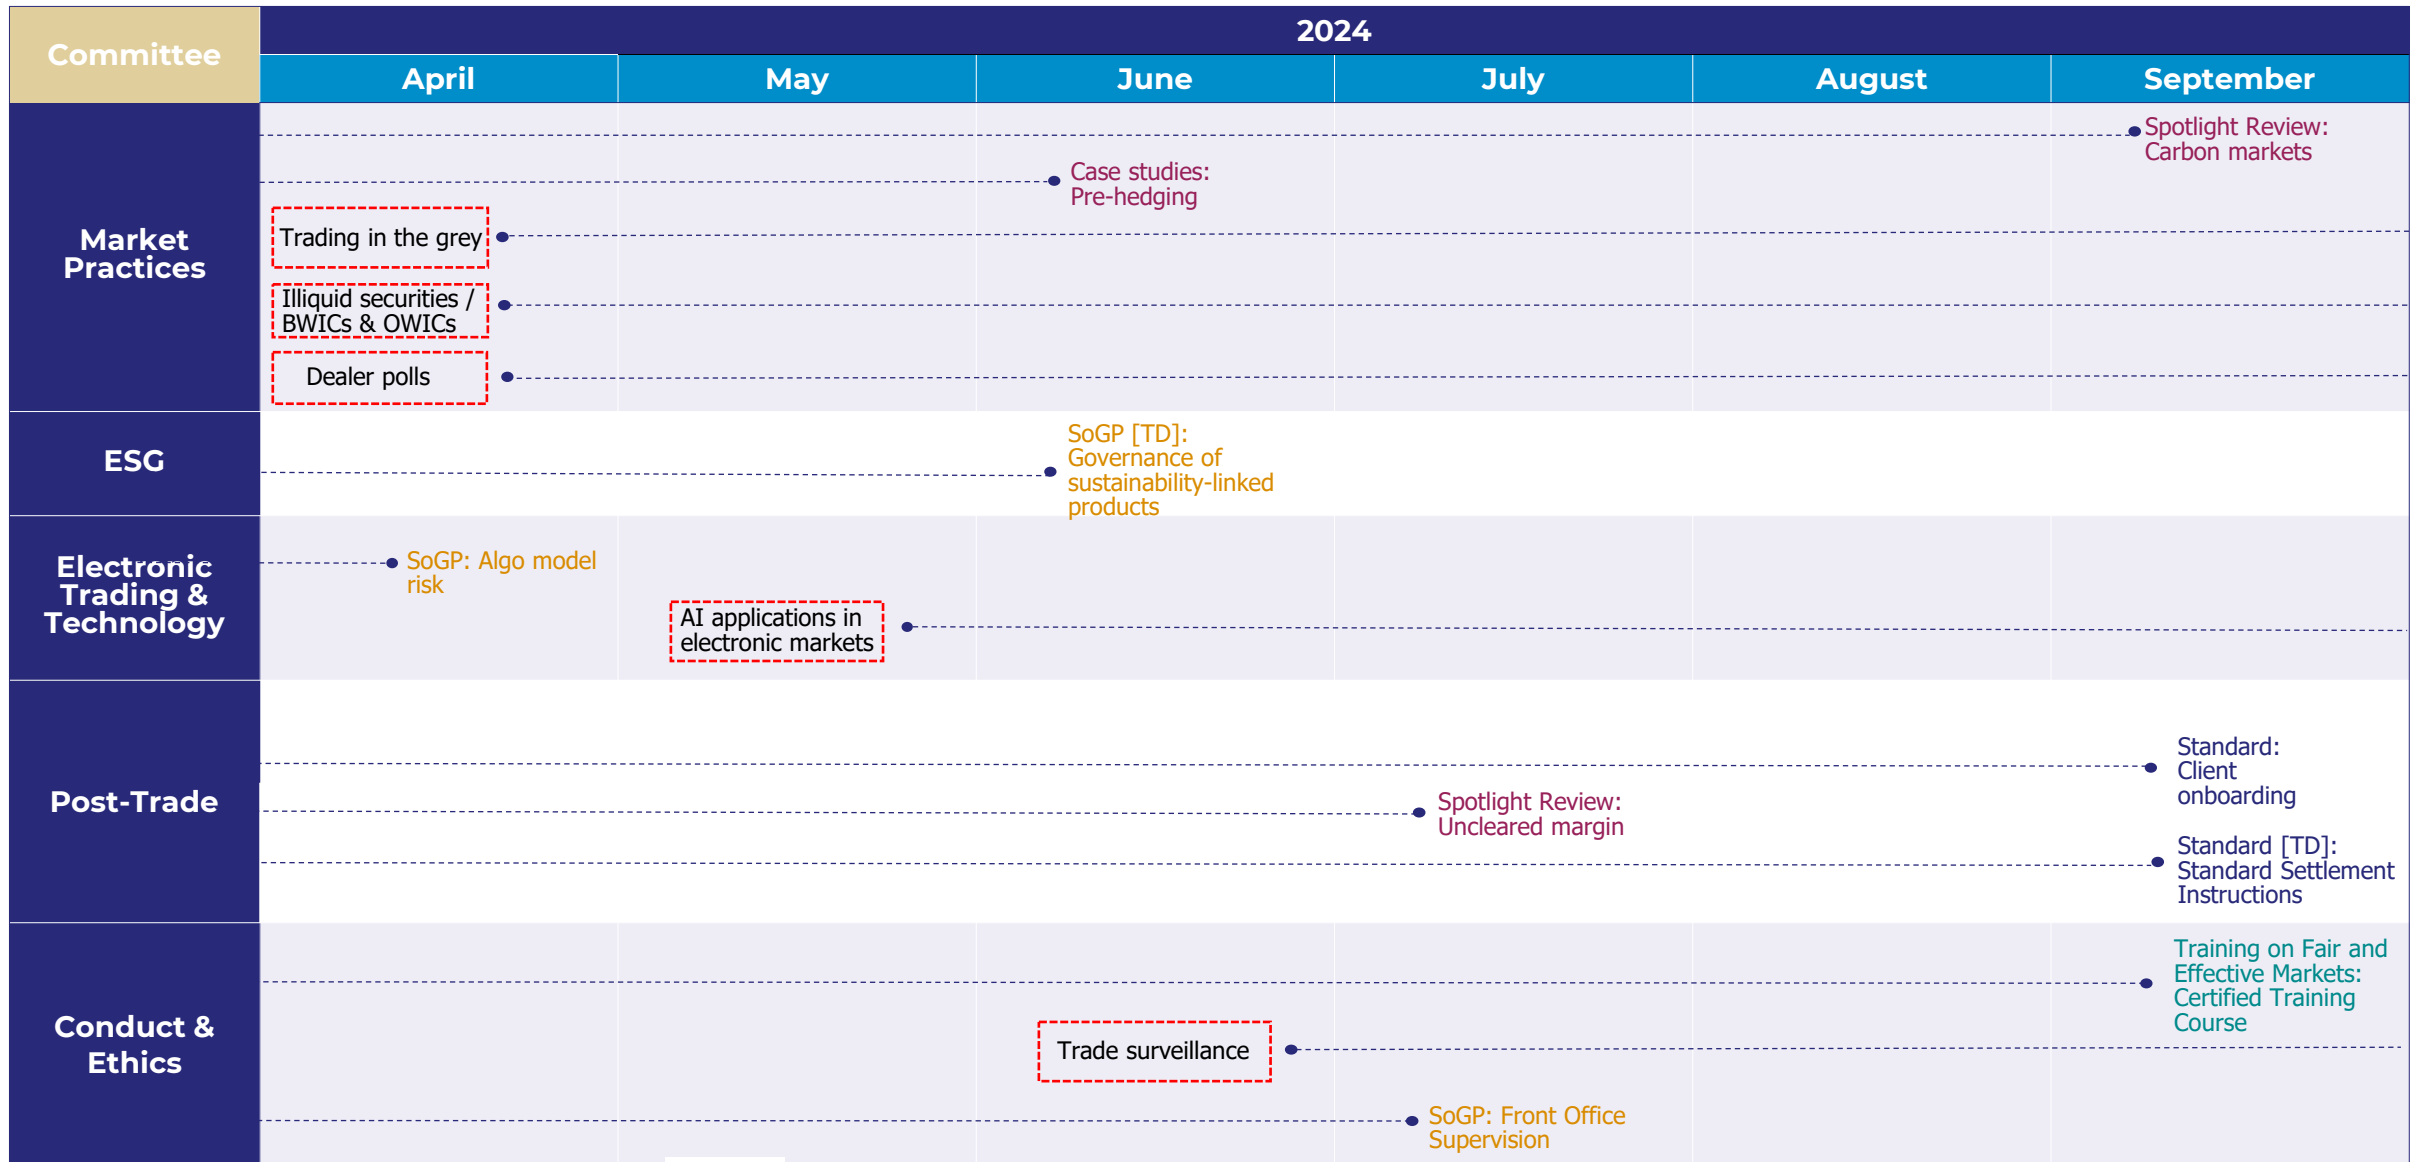 Committee
2024
April
May
June
July
August
September
Market
Practices
Spotlight Review:
Carbon markets
Case studies:
Pre-hedging
Trading in the grey
Illiquid securities /
BWICs & OWICs
Dealer polls
ESG
SoGP [TD]:
Governance of
sustainability-linked
products
Electronic
Trading &
Technology
SoGP: Algo model
risk
AI applications in
electronic markets
Post-Trade
Standard:
Client
onboarding
Spotlight Review:
Uncleared margin
Standard [TD]:
Standard Settlement
Instructions
Conduct &
Ethics
Training on Fair and
Effective Markets:
Certified Training
Course
Trade surveillance
SoGP: Front Office
Supervision